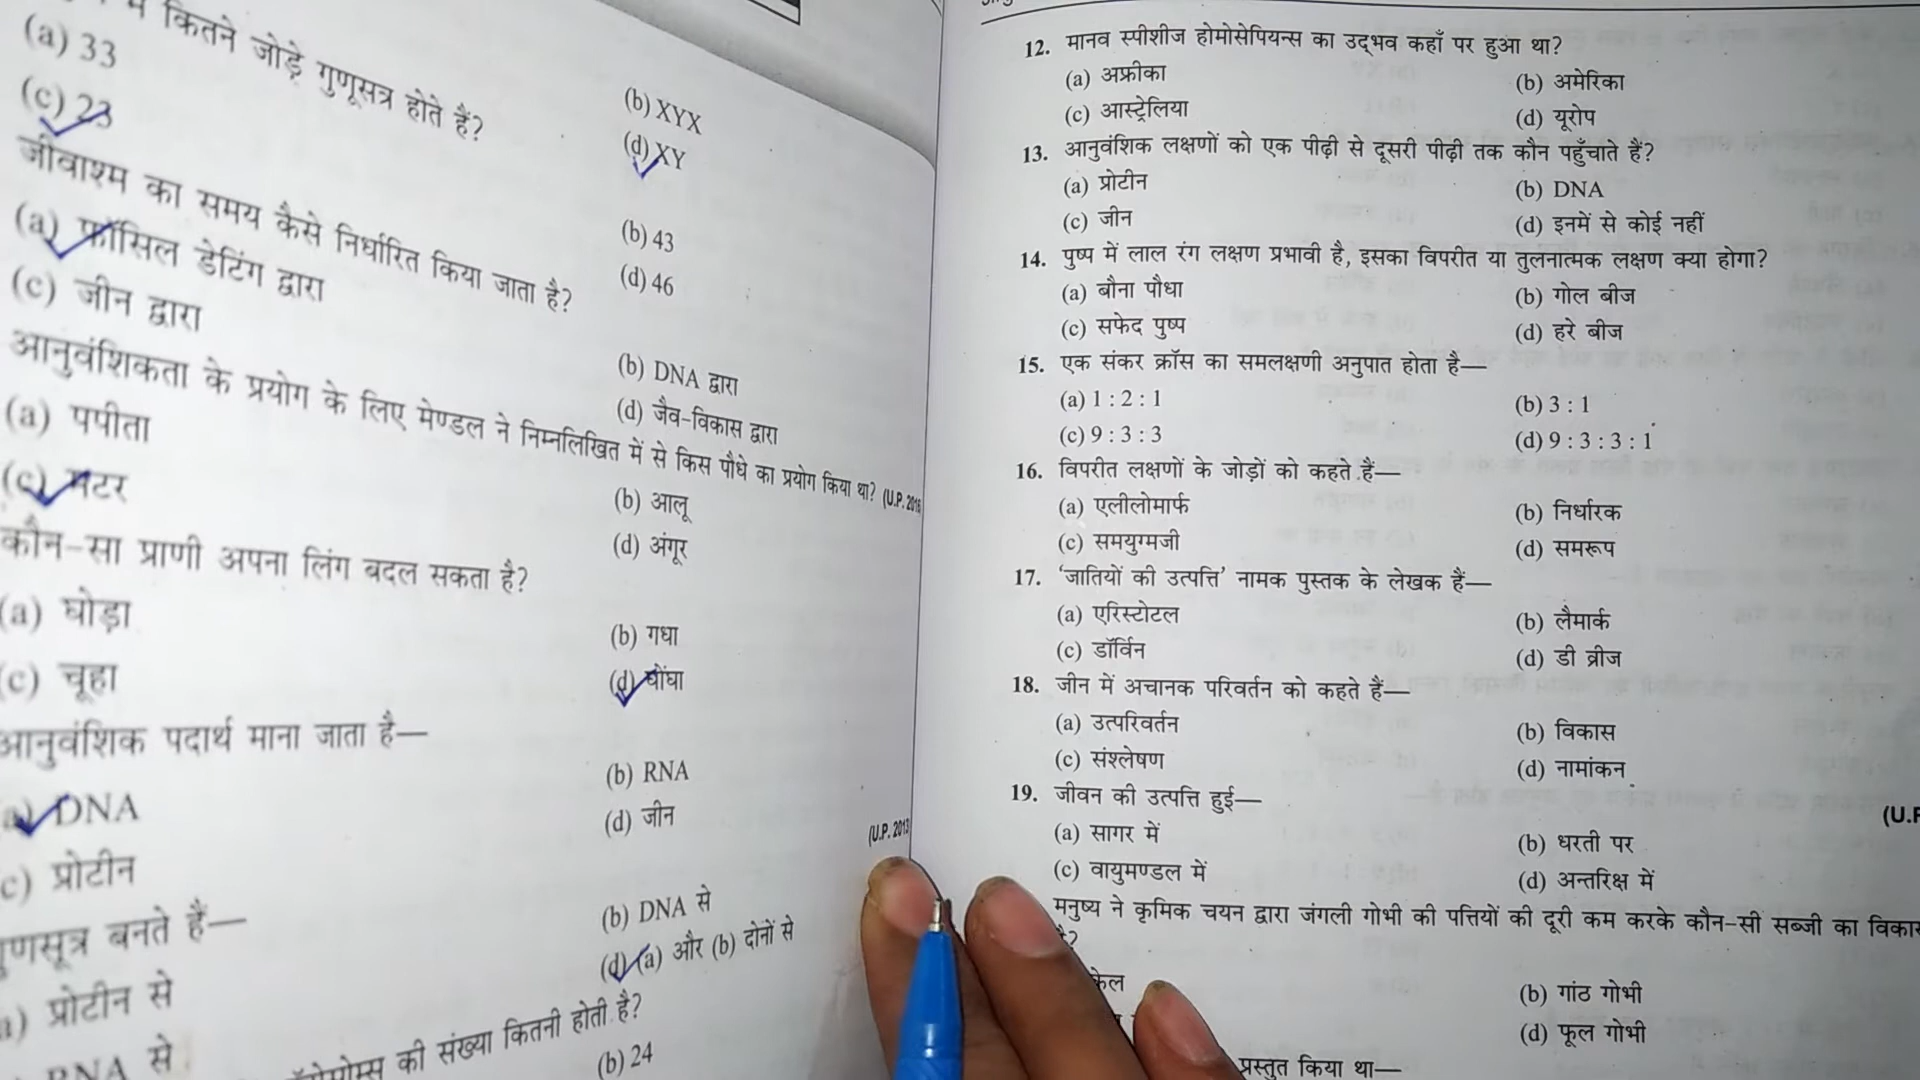 में कितने जोड़े गुणूसत्र होते हैं?
(a) 33
(b) XYX
(c) 23
(d) XY
जीवाश्म का समय कैसे निर्धारित किया जाता है?
(b) 43
(a) फॉसिल डेटिंग द्वारा
(d) 46
(c) जीन द्वारा
(b) DNA द्वारा
आनुवंशिकता के प्रयोग के लिए मेण्डल ने निम्नलिखित में से किस पौधे का प्रयोग किया था? (U.P. 201
(d) जैव-विकास द्वारा
(a) पपीता
(b) आलू
(c) मटर
(d) अंगूर
कौन-सा प्राणी अपना लिंग बदल सकता है?
(a) घोड़ा
(b) गधा
(c) चूहा
(d) घोंघा
आनुवंशिक पदार्थ माना जाता है—
(b) RNA
a) DNA
(d) जीन
(U.P. 201
c) प्रोटीन
गुणसूत्र बनते हैं—
(b) DNA से
a) प्रोटीन से
(d) (a) और (b) दोनों से
RNA से
की संख्या कितनी होती है?
(b) 24
12. मानव स्पीशीज होमोसेपियन्स का उद्भव कहाँ पर हुआ था?
(a) अफ्रीका
(b) अमेरिका
(c) आस्ट्रेलिया
(d) यूरोप
13. आनुवंशिक लक्षणों को एक पीढ़ी से दूसरी पीढ़ी तक कौन पहुँचाते हैं?
(a) प्रोटीन
(b) DNA
(c) जीन
(d) इनमें से कोई नहीं
14. पुष्प में लाल रंग लक्षण प्रभावी है, इसका विपरीत या तुलनात्मक लक्षण क्या होगा?
(a) बौना पौधा
(b) गोल बीज
(c) सफेद पुष्प
(d) हरे बीज
15. एक संकर क्रॉस का समलक्षणी अनुपात होता है—
(a) 1 : 2 : 1
(b) 3 : 1
(c) 9 : 3 : 3
(d) 9 : 3 : 3 : 1
16. विपरीत लक्षणों के जोड़ों को कहते हैं—
(a) एलीलोमार्फ
(b) निर्धारक
(c) समयुग्मजी
(d) समरूप
17. ‘जातियों की उत्पत्ति’ नामक पुस्तक के लेखक हैं—
(a) एरिस्टोटल
(b) लैमार्क
(c) डॉर्विन
(d) डी ब्रीज
18. जीन में अचानक परिवर्तन को कहते हैं—
(a) उत्परिवर्तन
(b) विकास
(c) संश्लेषण
(d) नामांकन
19. जीवन की उत्पत्ति हुई—
(U.P
(a) सागर में
(b) धरती पर
(c) वायुमण्डल में
(d) अन्तरिक्ष में
मनुष्य ने कृमिक चयन द्वारा जंगली गोभी की पत्तियों की दूरी कम करके कौन-सी सब्जी का विकास
है?
केल
(b) गांठ गोभी
(d) फूल गोभी
प्रस्तुत किया था—